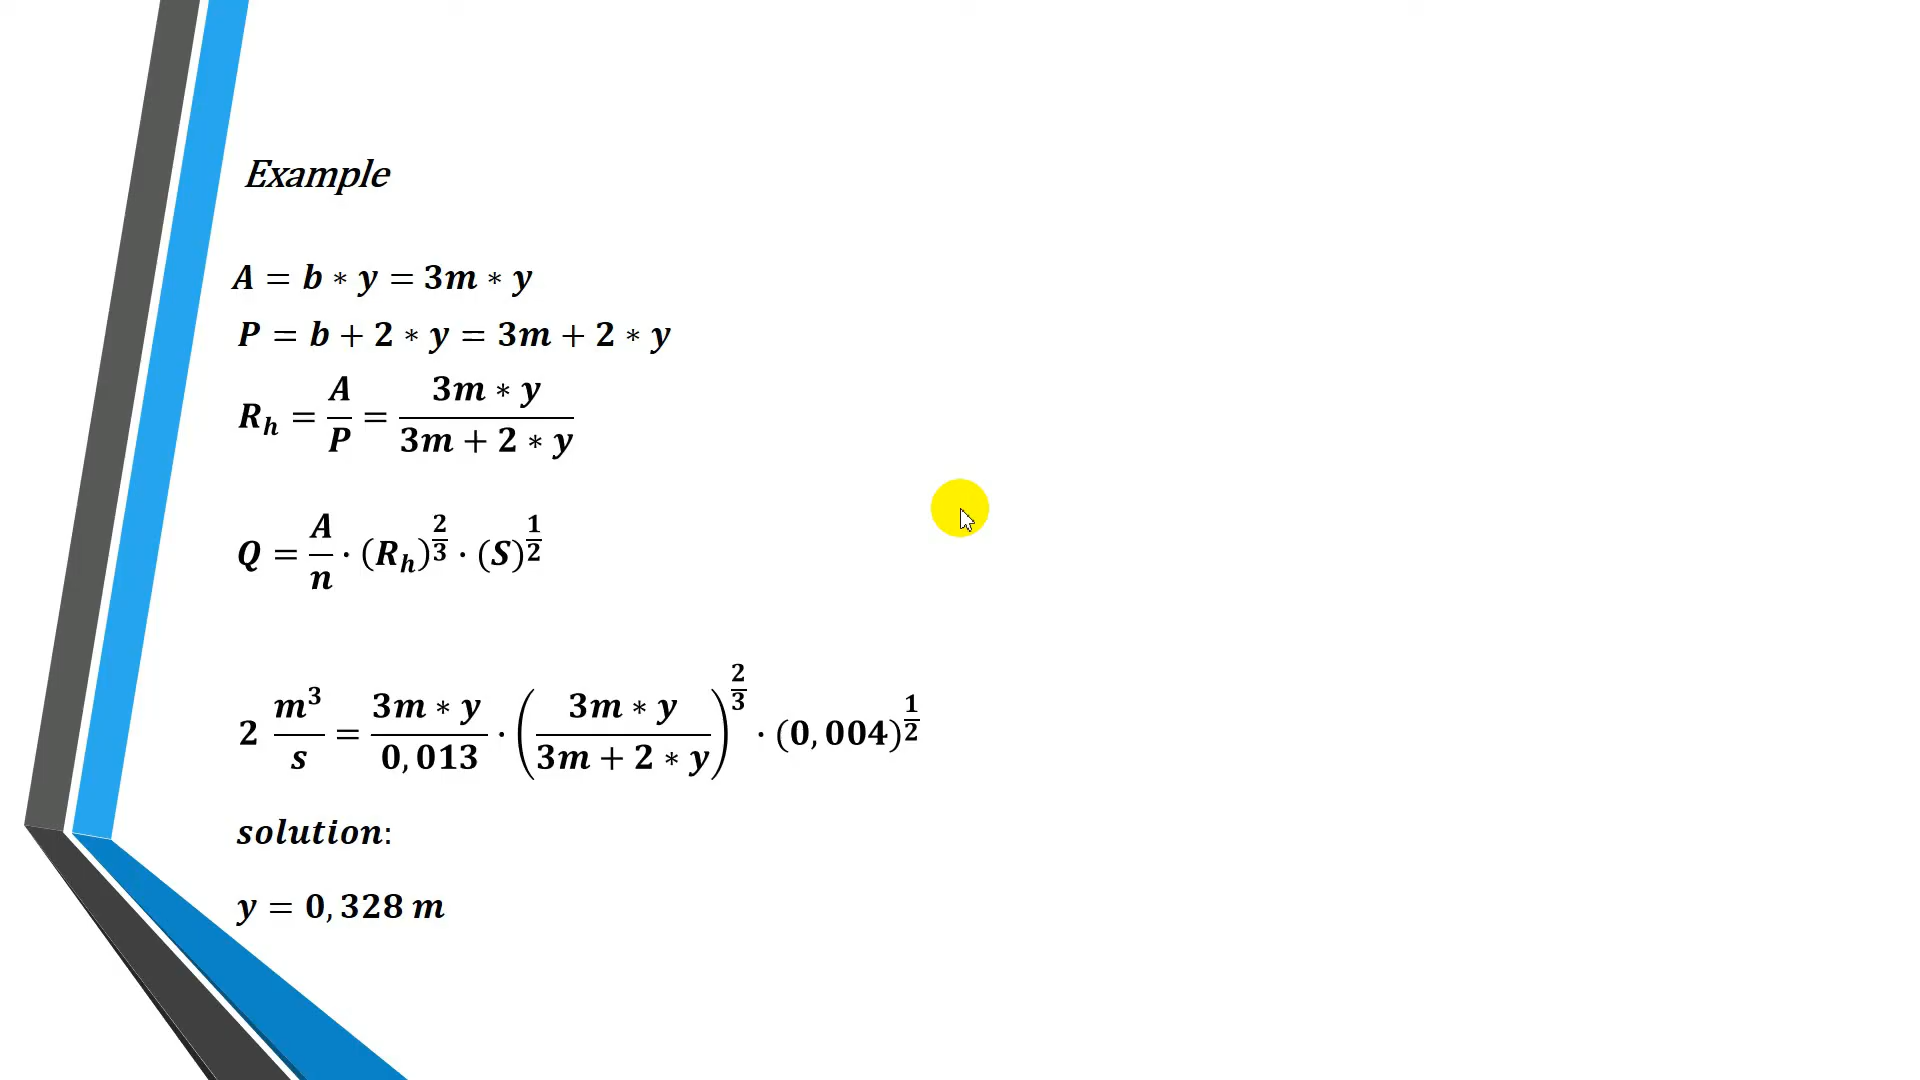 Example
A = b * y = 3m * y
P = b + 2 * y = 3m + 2 * y
R_h = A/P = (3m * y)/(3m + 2 * y)
Q = A/n · (R_h)^(2/3) · (S)^(1/2)
2 m³/s = (3m * y)/(0,013) · ((3m * y)/(3m + 2 * y))^(2/3) · (0,004)^(1/2)
solution:
y = 0,328 m